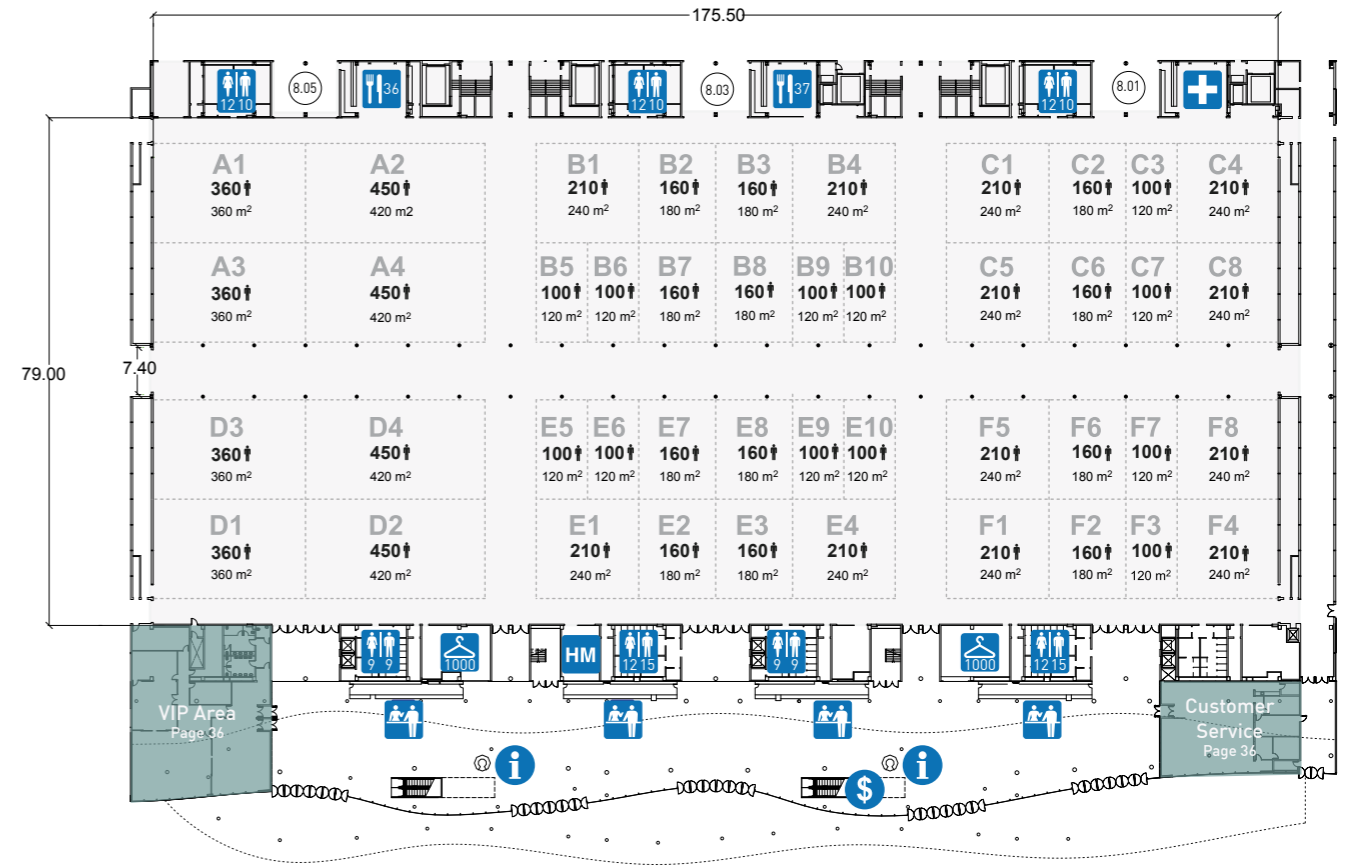 175.50
12 10
8.05
36
12 10
8.03
37
12 10
8.01
A1 A2 B1 B2 B3 B4 C1 C2 C3 C4
360 450 210 160 160 210 210 160 100 210
360 m² 420 m2 240 m² 180 m² 180 m² 240 m² 240 m² 180 m² 120 m² 240 m²
A3 A4 B5 B6 B7 B8 B9 B10 C5 C6 C7 C8
360 450 100 100 160 160 100 100 210 160 100 210
360 m² 420 m² 120 m² 120 m² 180 m² 180 m² 120 m² 120 m² 240 m² 180 m² 120 m² 240 m²
79.00
7.40
D3 D4 E5 E6 E7 E8 E9 E10 F5 F6 F7 F8
360 450 100 100 160 160 100 100 210 160 100 210
360 m² 420 m² 120 m² 120 m² 180 m² 180 m² 120 m² 120 m² 240 m² 180 m² 120 m² 240 m²
D1 D2 E1 E2 E3 E4 F1 F2 F3 F4
360 450 210 160 160 210 210 160 100 210
360 m² 420 m² 240 m² 180 m² 180 m² 240 m² 240 m² 180 m² 120 m² 240 m²
9 9
1000
HM
12 15
9 9
1000
12 15
VIP Area
Page 36
Customer
Service
Page 36
i
i
$